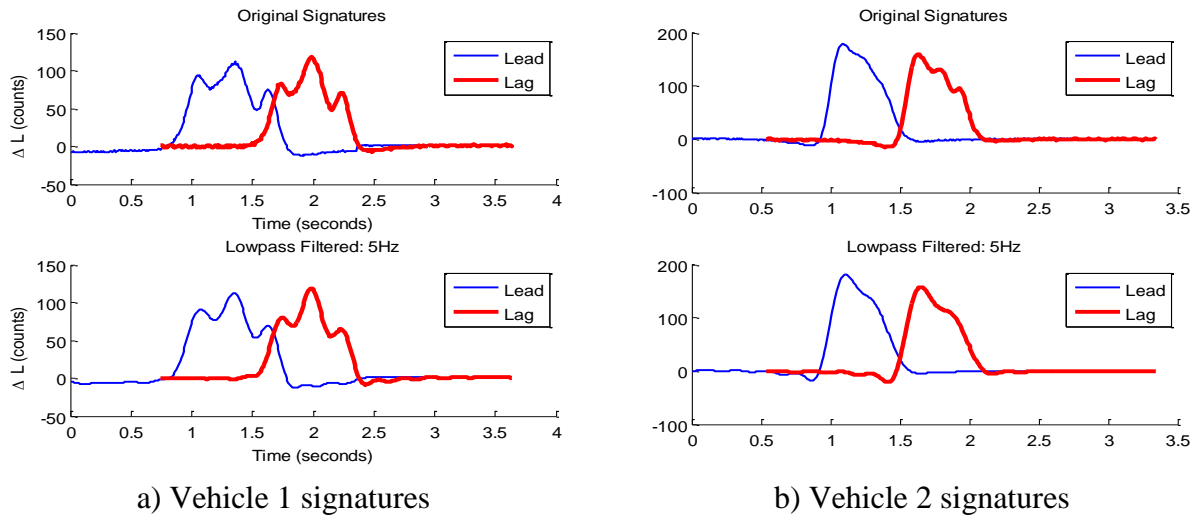 Original Signatures
150
100
50
0
-50
Δ L (counts)
Lead
Lag
0 0.5 1 1.5 2 2.5 3 3.5 4
Time (seconds)
Lowpass Filtered: 5Hz
150
100
50
0
-50
Δ L (counts)
Lead
Lag
0 0.5 1 1.5 2 2.5 3 3.5 4
Time (seconds)
a) Vehicle 1 signatures
Original Signatures
200
100
0
-100
Lead
Lag
0 0.5 1 1.5 2 2.5 3 3.5
Lowpass Filtered: 5Hz
200
100
0
-100
Lead
Lag
0 0.5 1 1.5 2 2.5 3 3.5
b) Vehicle 2 signatures